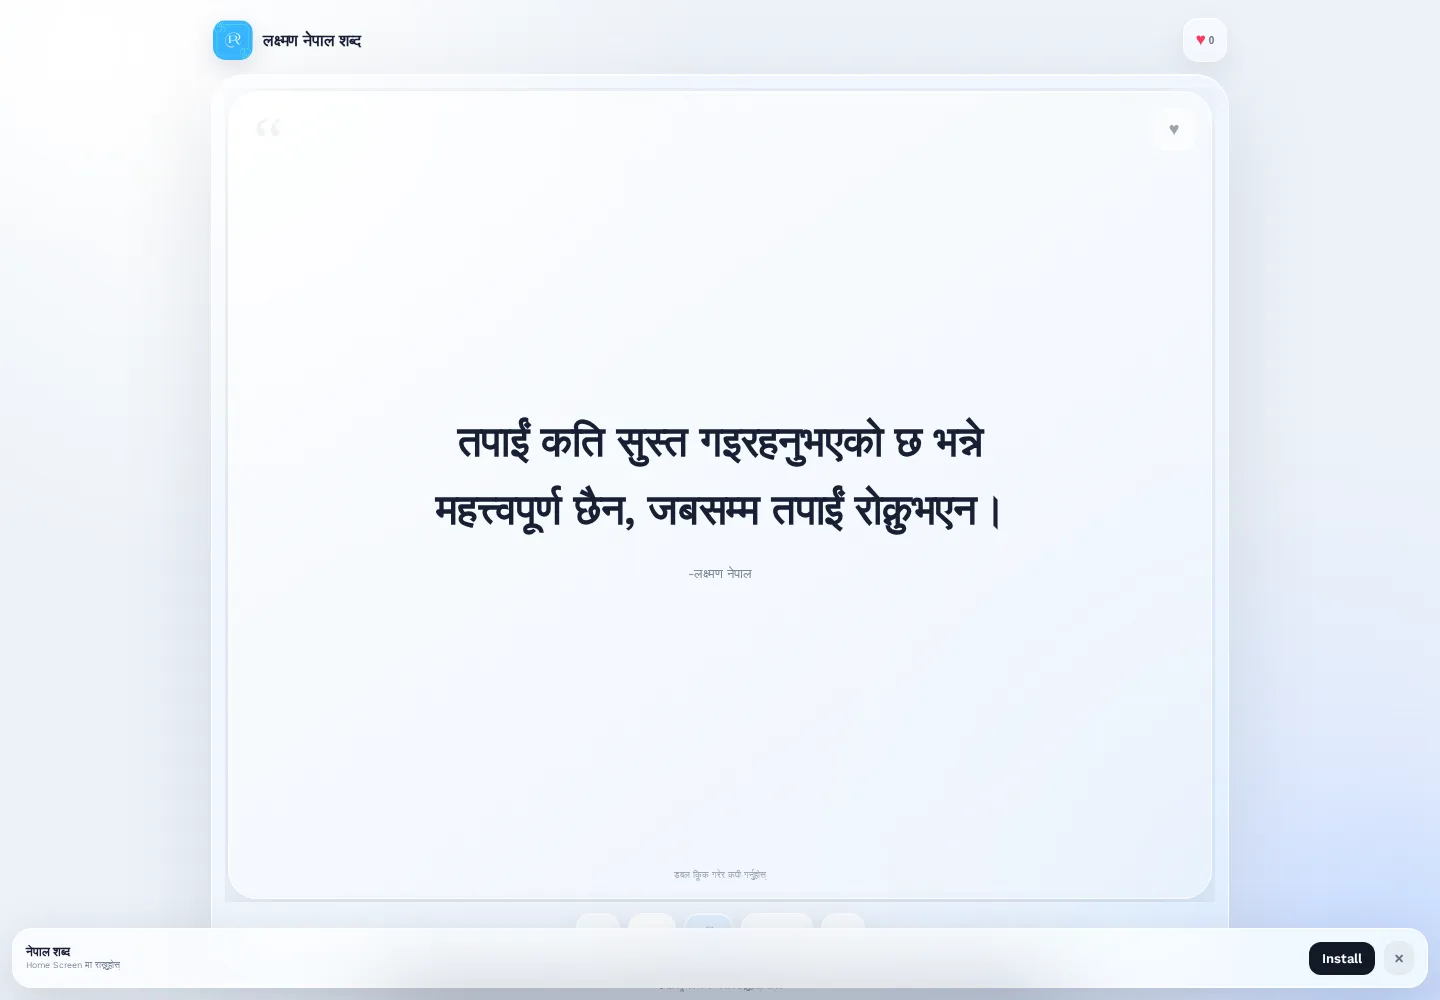 लक्ष्मण नेपाल शब्द
♥ 0
“
♥
तपाईं कति सुस्त गइरहनुभएको छ भन्ने
महत्त्वपूर्ण छैन, जबसम्म तपाईं रोक्नुभएन।
-लक्ष्मण नेपाल
डबल क्लिक गरेर कपी गर्नुहोस्
नेपाल शब्द
Home Screen मा राख्नुहोस्
Install
×